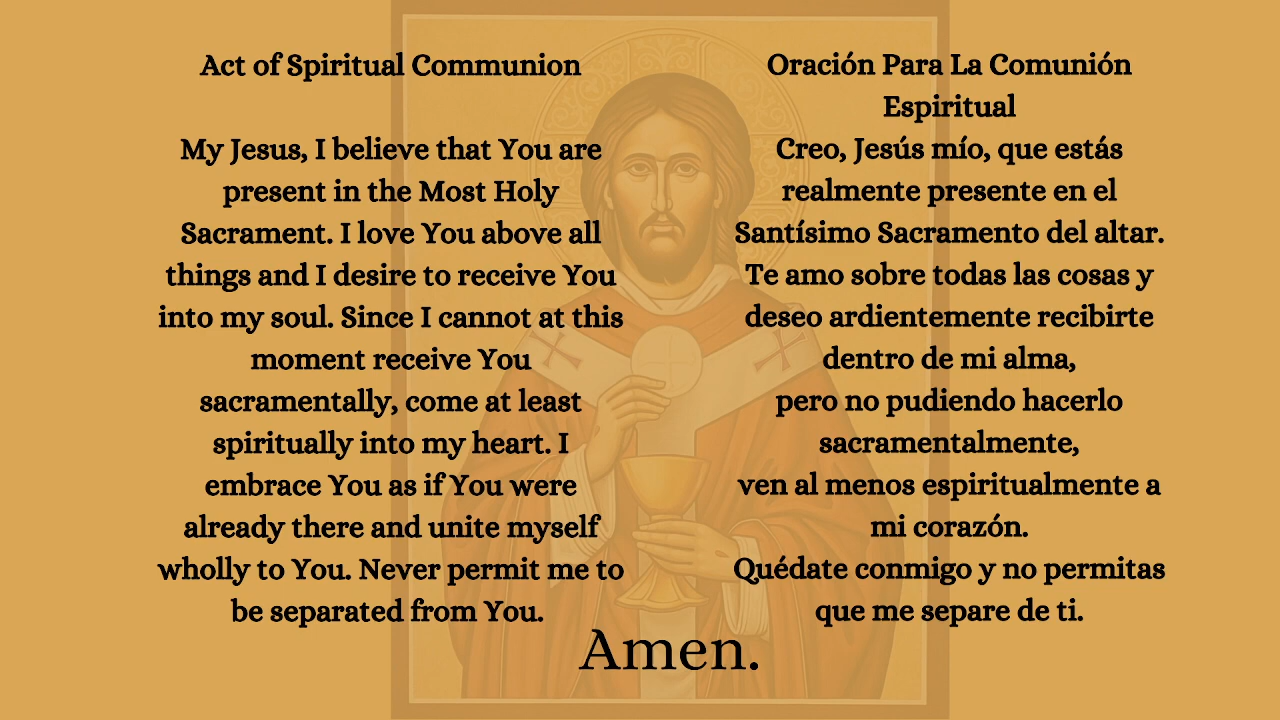 Act of Spiritual Communion
My Jesus, I believe that You are
present in the Most Holy
Sacrament. I love You above all
things and I desire to receive You
into my soul. Since I cannot at this
moment receive You
sacramentally, come at least
spiritually into my heart. I
embrace You as if You were
already there and unite myself
wholly to You. Never permit me to
be separated from You.
Oración Para La Comunión
Espiritual
Creo, Jesús mío, que estás
realmente presente en el
Santísimo Sacramento del altar.
Te amo sobre todas las cosas y
deseo ardientemente recibirte
dentro de mi alma,
pero no pudiendo hacerlo
sacramentalmente,
ven al menos espiritualmente a
mi corazón.
Quédate conmigo y no permitas
que me separe de ti.
Amen.